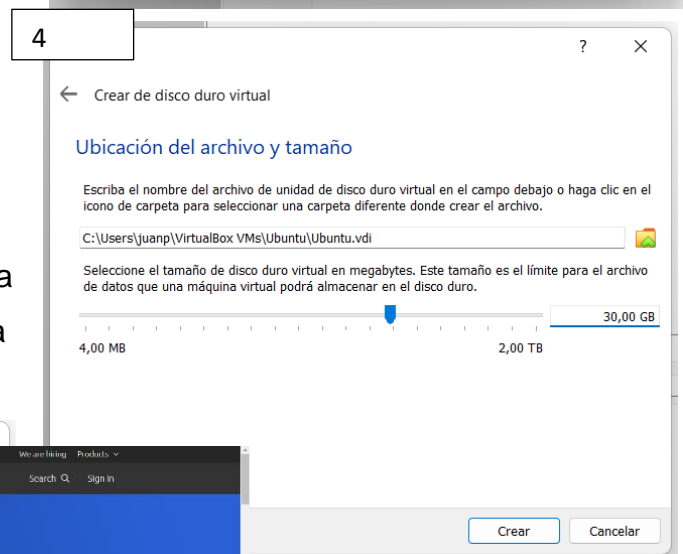 4
?
Crear de disco duro virtual
Ubicación del archivo y tamaño
Escriba el nombre del archivo de unidad de disco duro virtual en el campo debajo o haga clic en el
icono de carpeta para seleccionar una carpeta diferente donde crear el archivo.
C:\Users\juanp\VirtualBox VMs\Ubuntu\Ubuntu.vdi
a
Seleccione el tamaño de disco duro virtual en megabytes. Este tamaño es el límite para el archivo
de datos que una máquina virtual podrá almacenar en el disco duro.
a
30,00 GB
4,00 MB 2,00 TB
We are hiring Products
Search Sign in
Crear Cancelar